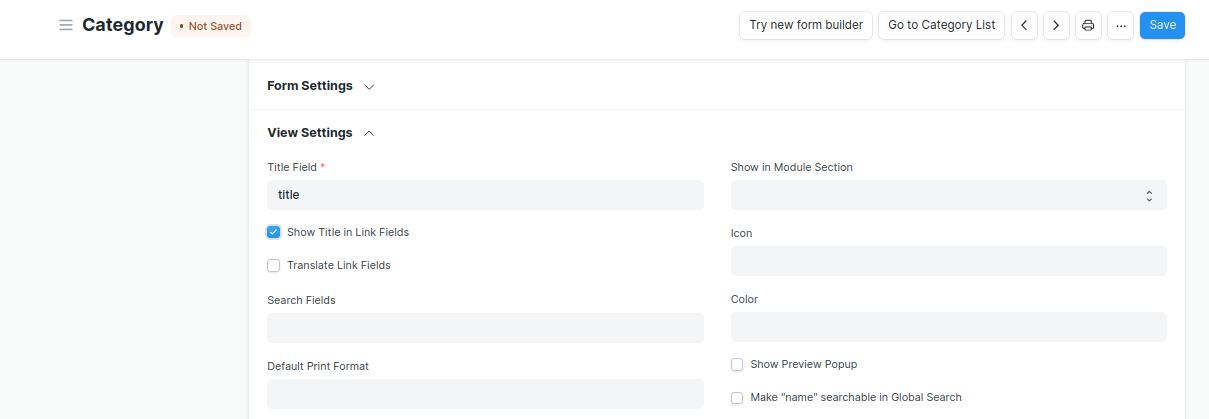 Category • Not Saved Try new form builder Go to Category List ... Save
Form Settings
View Settings
Title Field * Show in Module Section
title
Show Title in Link Fields
Icon
Translate Link Fields
Search Fields Color
Default Print Format Show Preview Popup
Make "name" searchable in Global Search